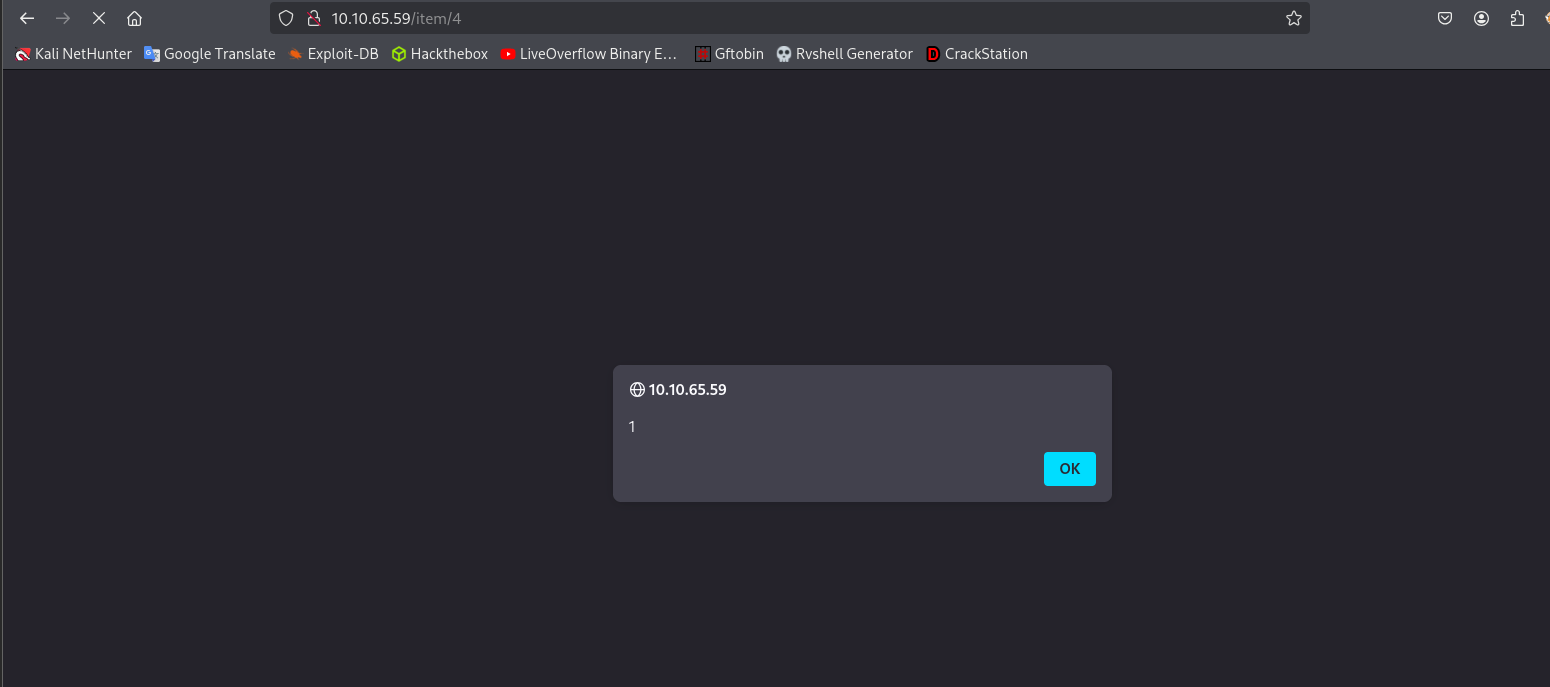 10.10.65.59/item/4
Kali NetHunter Google Translate Exploit-DB Hackthebox LiveOverflow Binary E… Gftobin Rvshell Generator CrackStation
10.10.65.59
1
OK